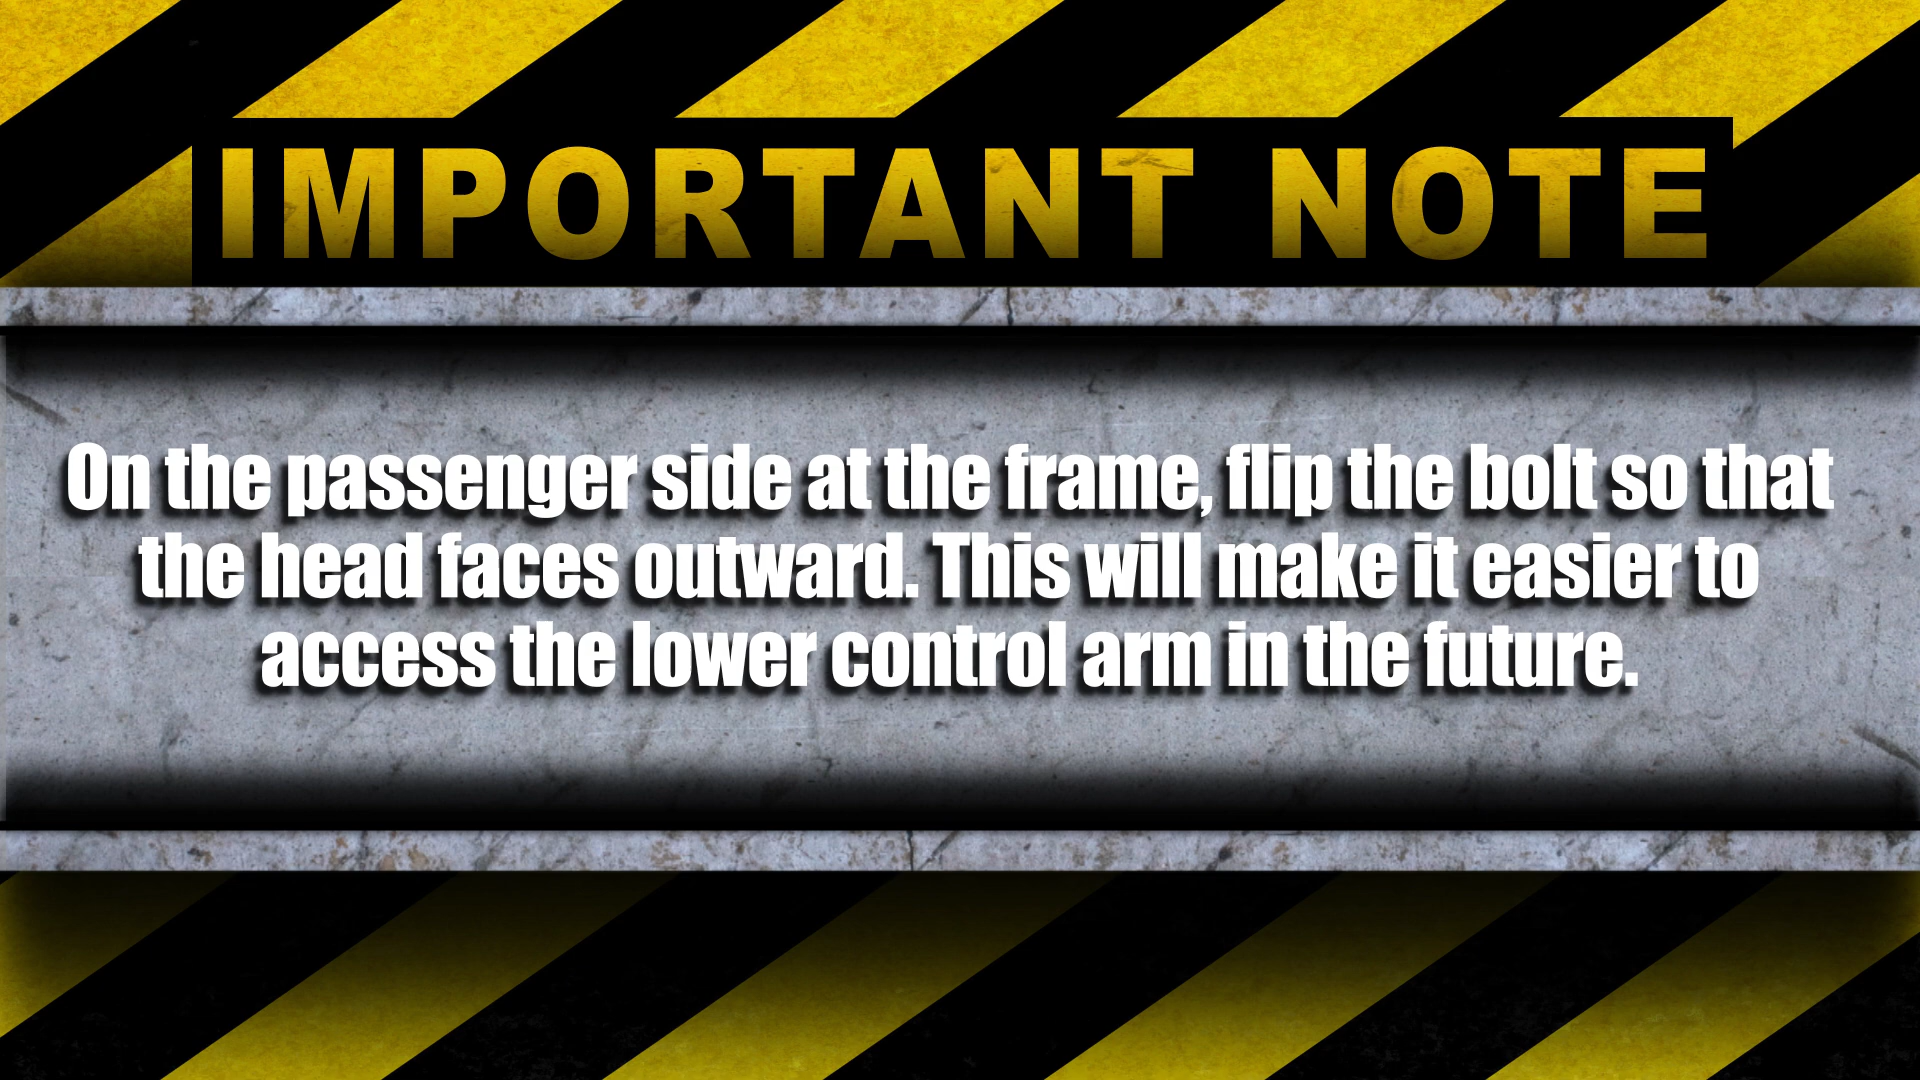 IMPORTANT NOTE
On the passenger side at the frame, flip the bolt so that
the head faces outward. This will make it easier to
access the lower control arm in the future.